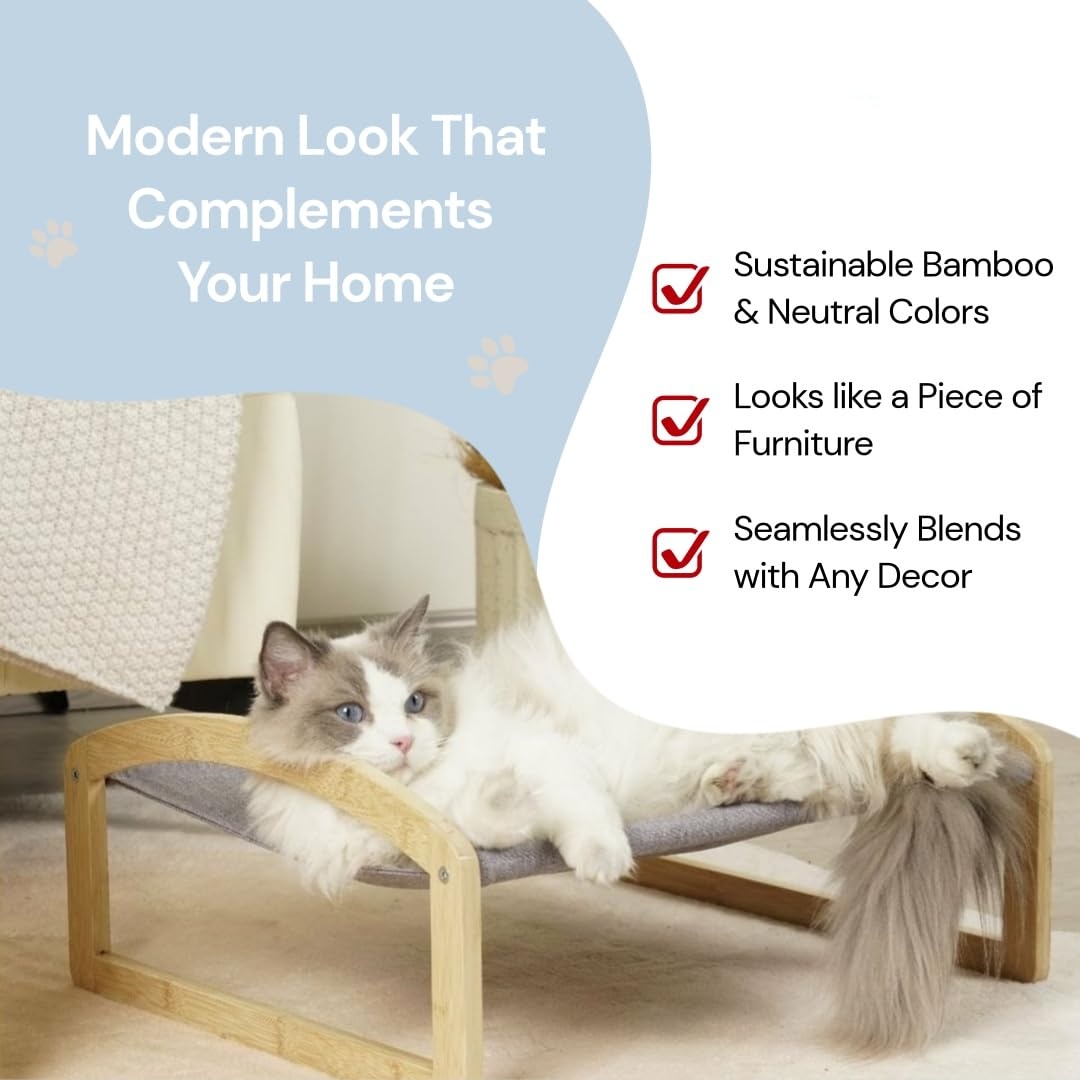 Modern Look That
Complements
Your Home
Sustainable Bamboo
& Neutral Colors
Looks like a Piece of
Furniture
Seamlessly Blends
with Any Decor